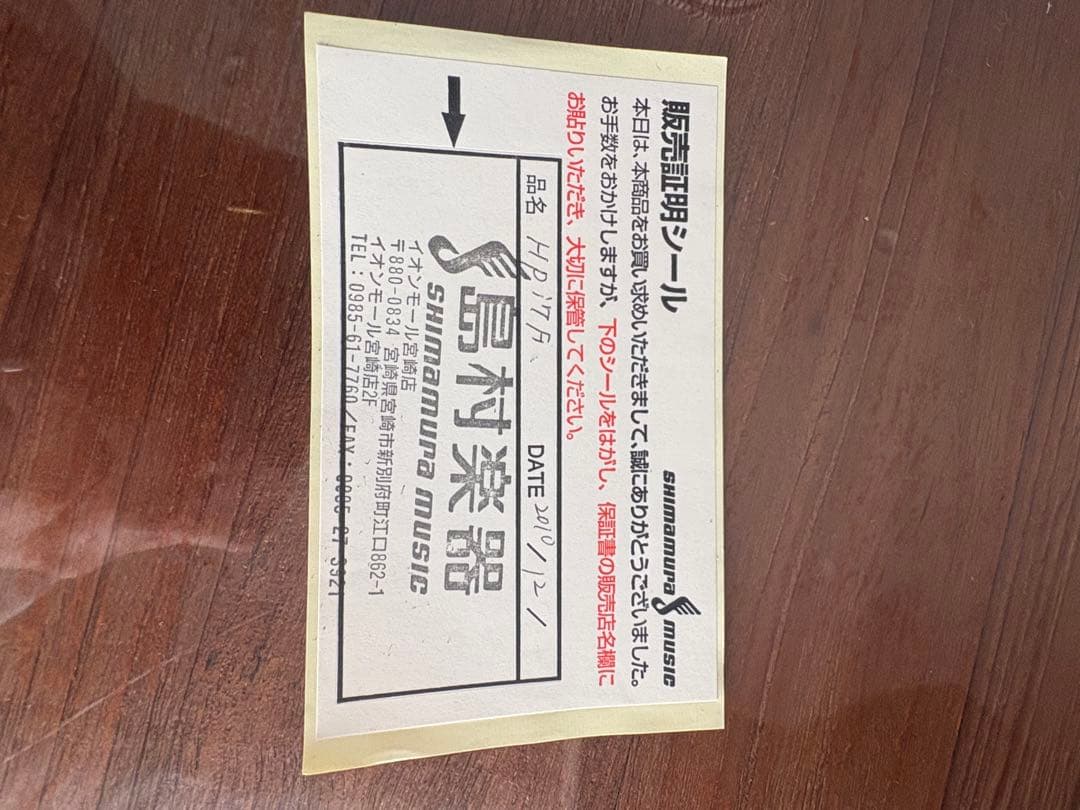 販売証明シール SHIMAMURA MUSIC
本日は、本商品をお買い求めいただきまして、誠にありがとうございました。
お手数をおかけしますが、下のシールをはがし、保証書の販売店名欄に
お貼りいただき、大切に保管してください。
品名 HPi7F DATE 2010/12/
島村楽器
SHIMAMURA MUSIC
イオンモール宮崎店
〒880-0834 宮崎県宮崎市新別府町江口862-1
イオンモール宮崎店2F
TEL:0985-61-7760/FAX: